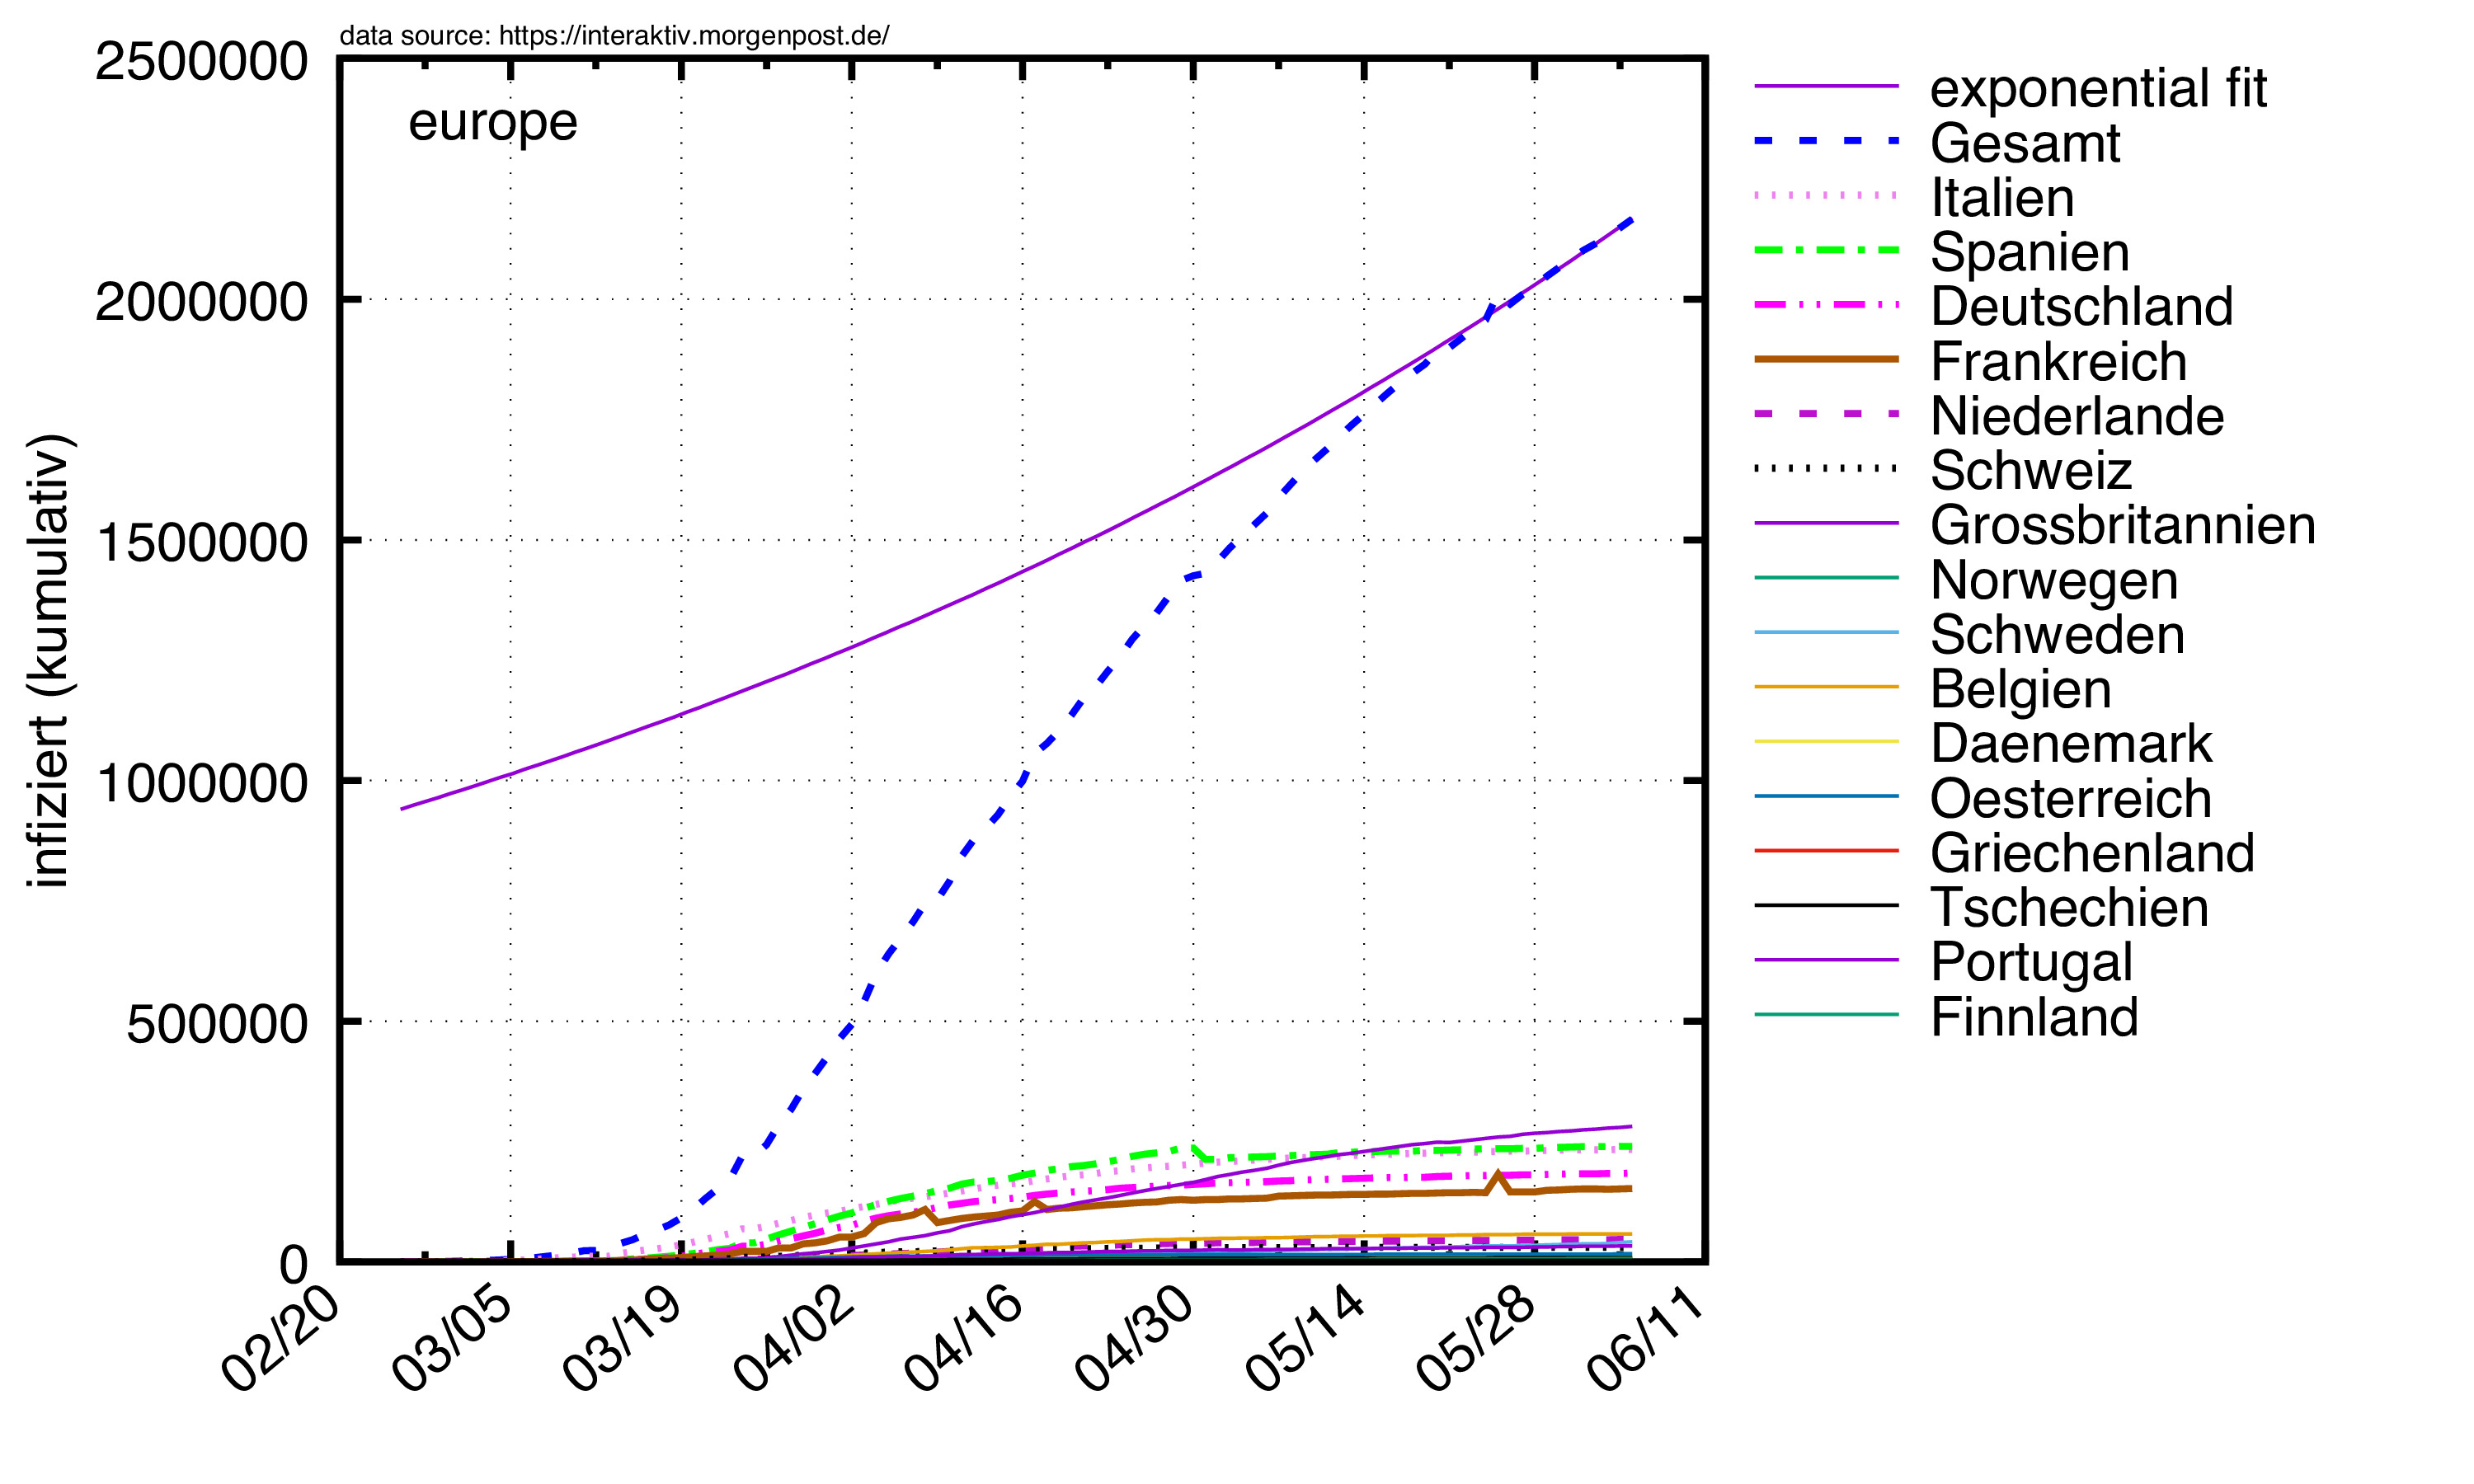 data source: https://interaktiv.morgenpost.de/
2500000
2000000
1500000
1000000
500000
0
infiziert (kumulativ)
europe
02/20
03/05
03/19
04/02
04/16
04/30
05/14
05/28
06/11
exponential fit
Gesamt
Italien
Spanien
Deutschland
Frankreich
Niederlande
Schweiz
Grossbritannien
Norwegen
Schweden
Belgien
Daenemark
Oesterreich
Griechenland
Tschechien
Portugal
Finnland